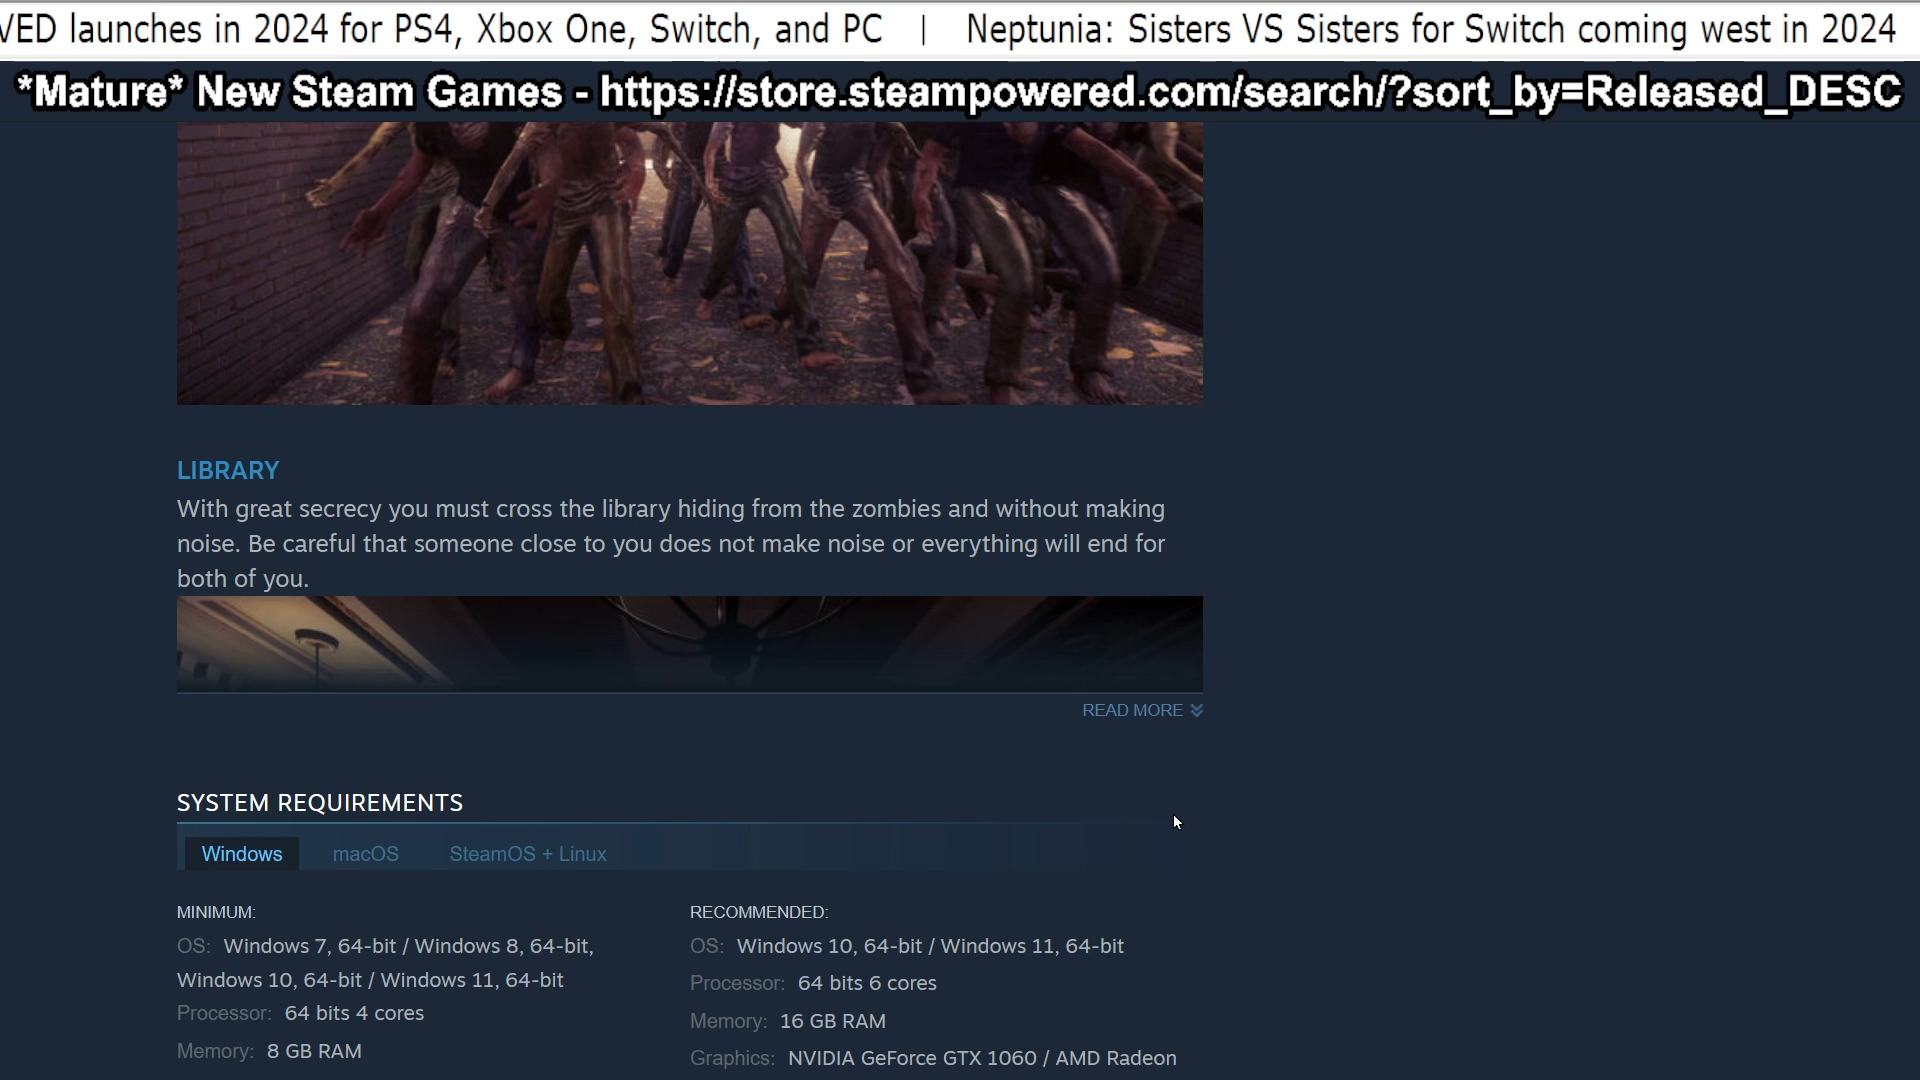 VED launches in 2024 for PS4, Xbox One, Switch, and PC | Neptunia: Sisters VS Sisters for Switch coming west in 2024
*Mature* New Steam Games - https://store.steampowered.com/search/?sort_by=Released_DESC
LIBRARY
With great secrecy you must cross the library hiding from the zombies and without making
noise. Be careful that someone close to you does not make noise or everything will end for
both of you.
READ MORE
SYSTEM REQUIREMENTS
Windows macOS SteamOS + Linux
MINIMUM:
OS: Windows 7, 64-bit / Windows 8, 64-bit,
Windows 10, 64-bit / Windows 11, 64-bit
Processor: 64 bits 4 cores
Memory: 8 GB RAM
RECOMMENDED:
OS: Windows 10, 64-bit / Windows 11, 64-bit
Processor: 64 bits 6 cores
Memory: 16 GB RAM
Graphics: NVIDIA GeForce GTX 1060 / AMD Radeon